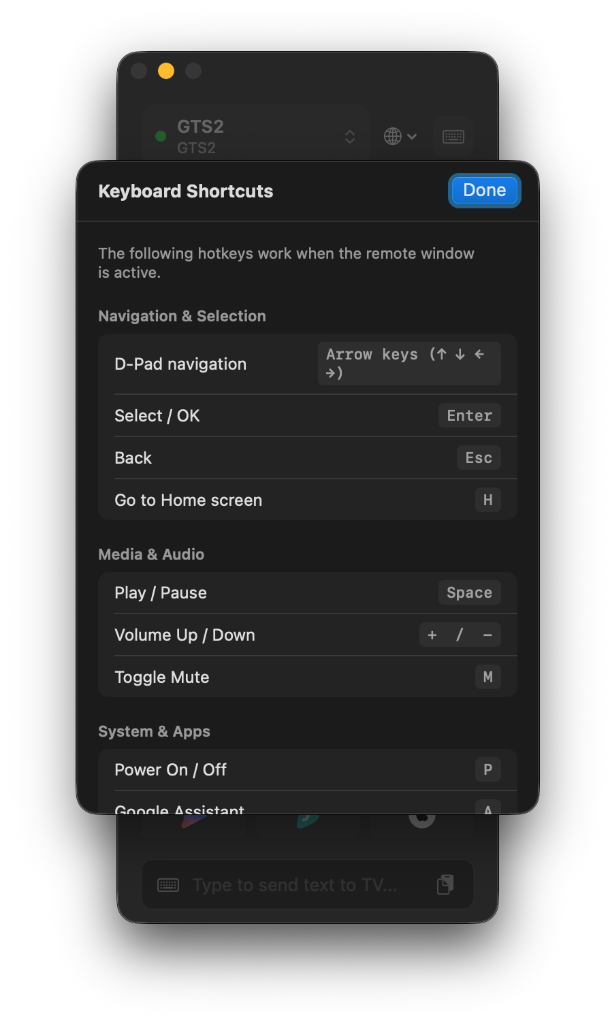 GTS2
GTS2
Keyboard Shortcuts
Done
The following hotkeys work when the remote window
is active.
Navigation & Selection
D-Pad navigation
Arrow keys (↑ ↓ ←
→)
Select / OK
Enter
Back
Esc
Go to Home screen
H
Media & Audio
Play / Pause
Space
Volume Up / Down
+ / −
Toggle Mute
M
System & Apps
Power On / Off
P
Google Assistant
A
Type to send text to TV...